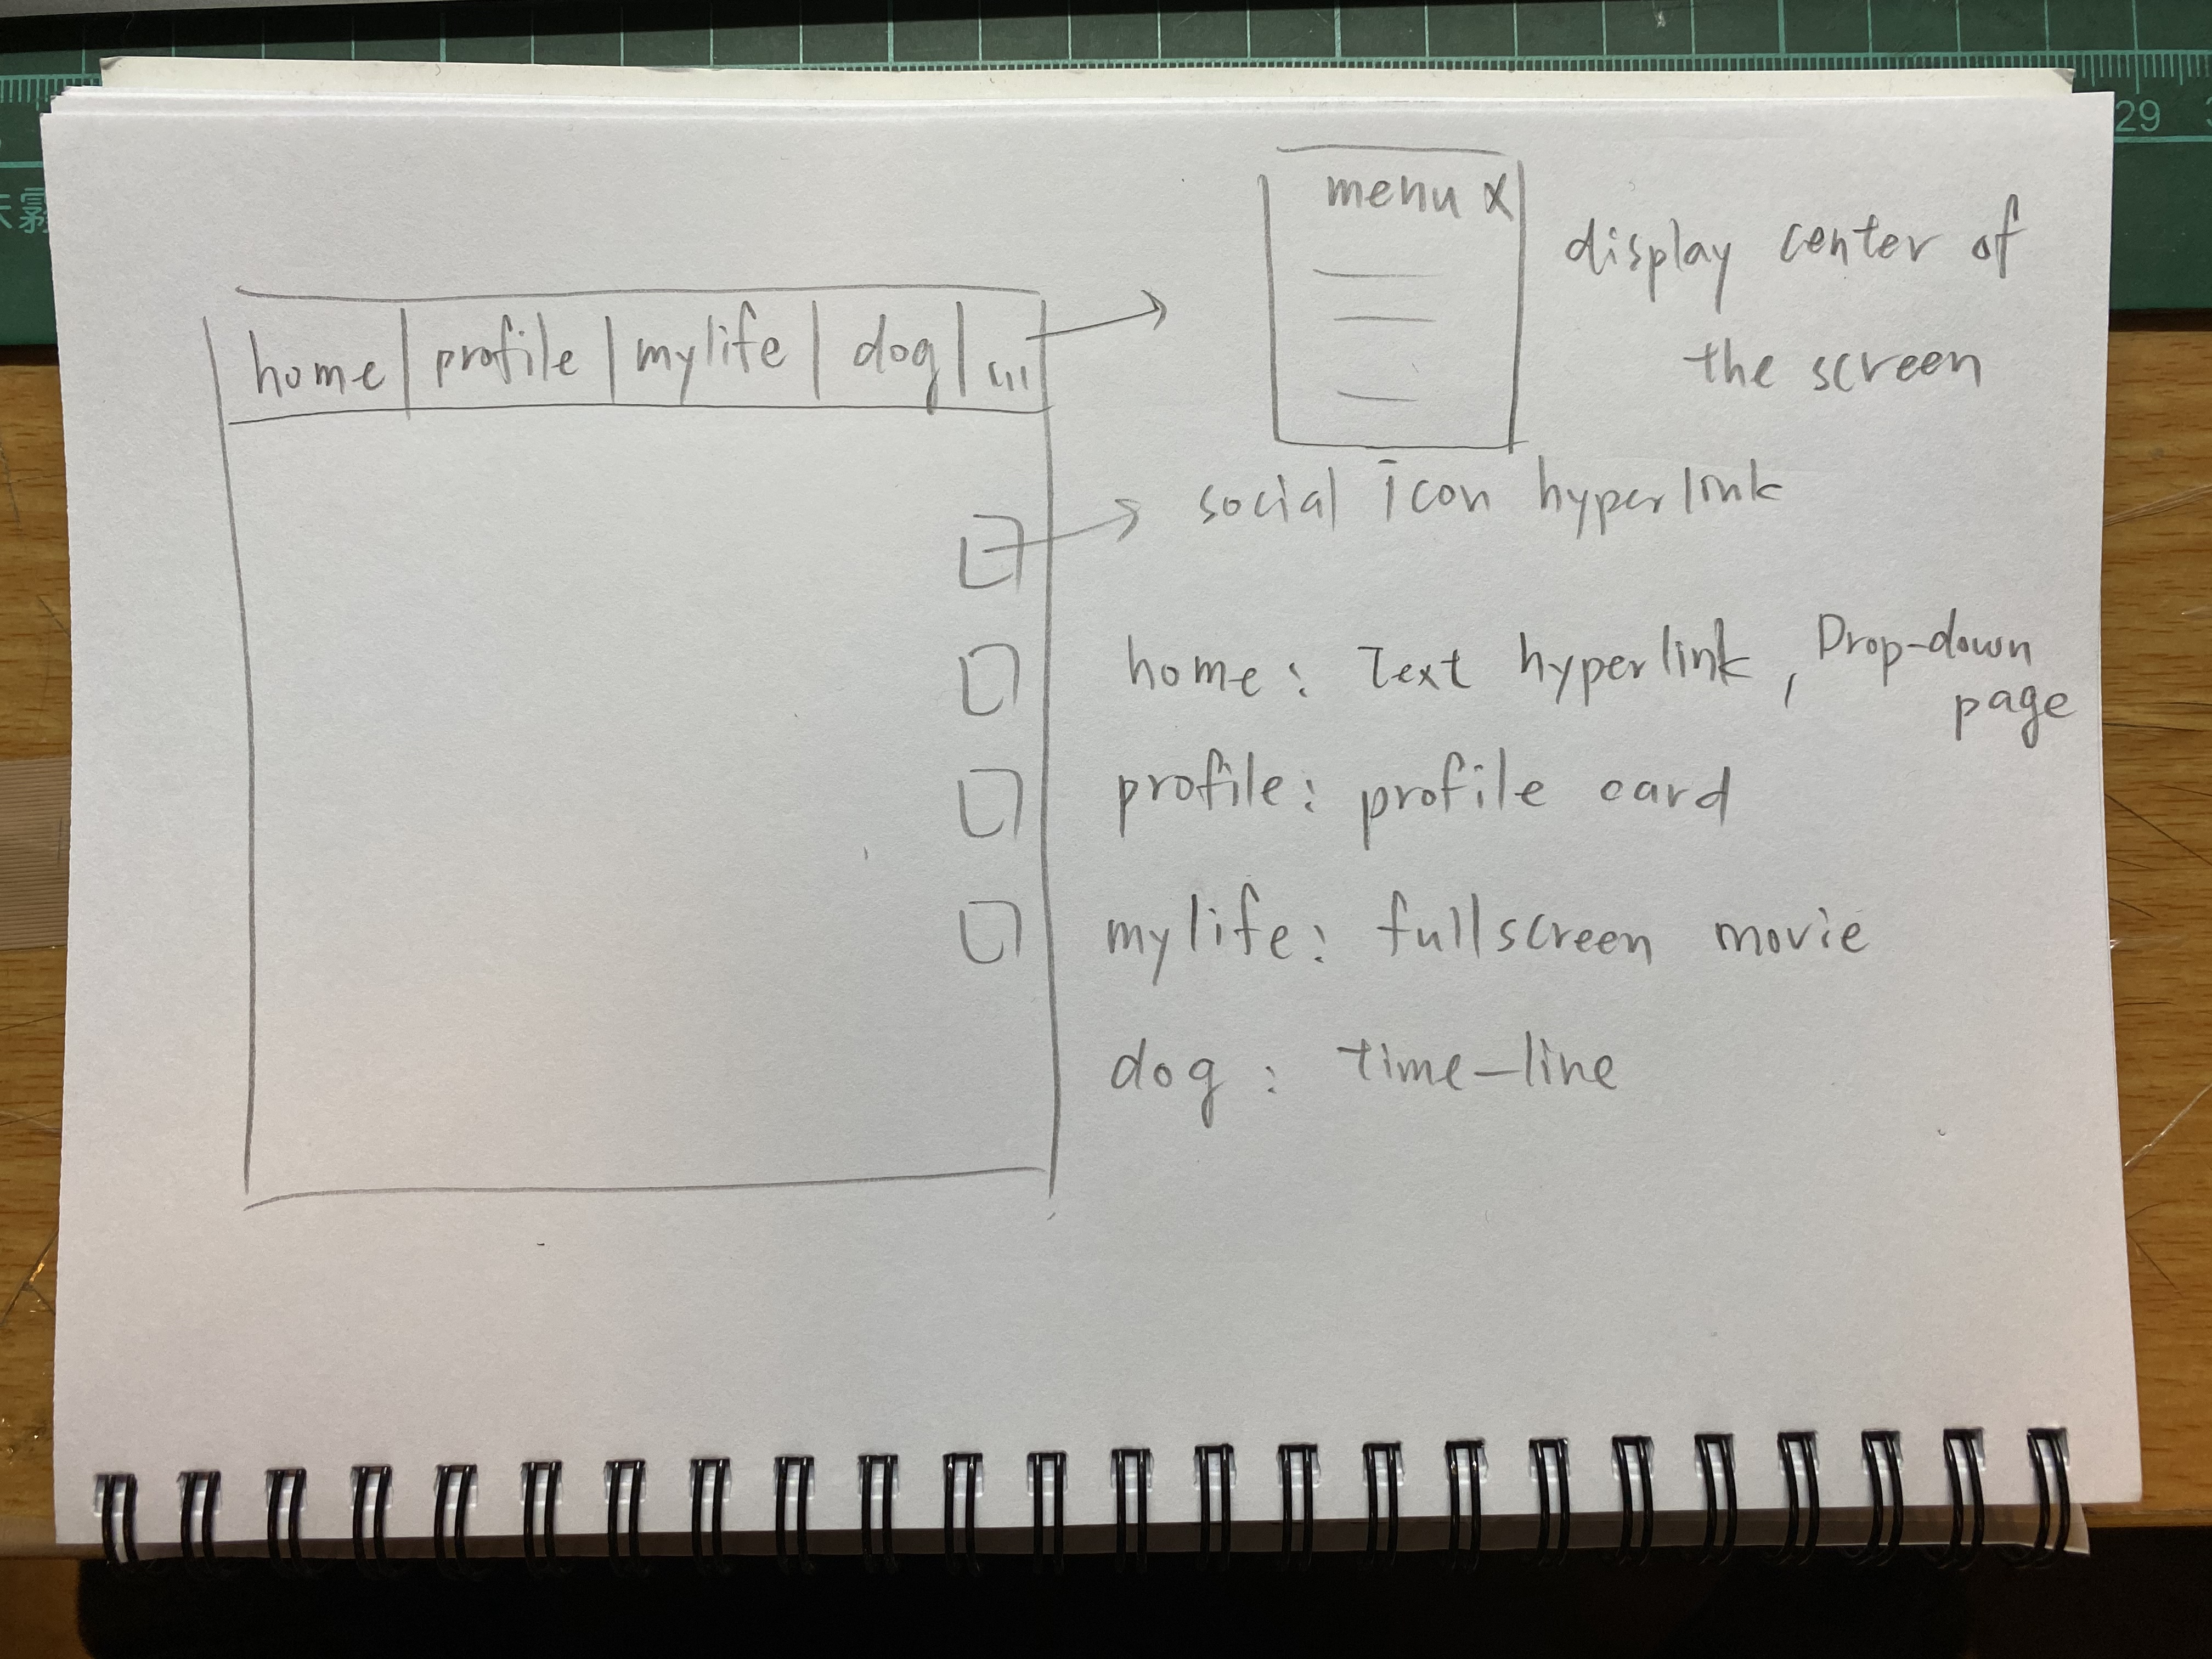 menu X
display center of
the screen
home | profile | mylife | dog | ...
social icon hyperlink
home: Text hyperlink, Drop-down
page
profile: profile card
mylife: fullscreen movie
dog: time-line
29